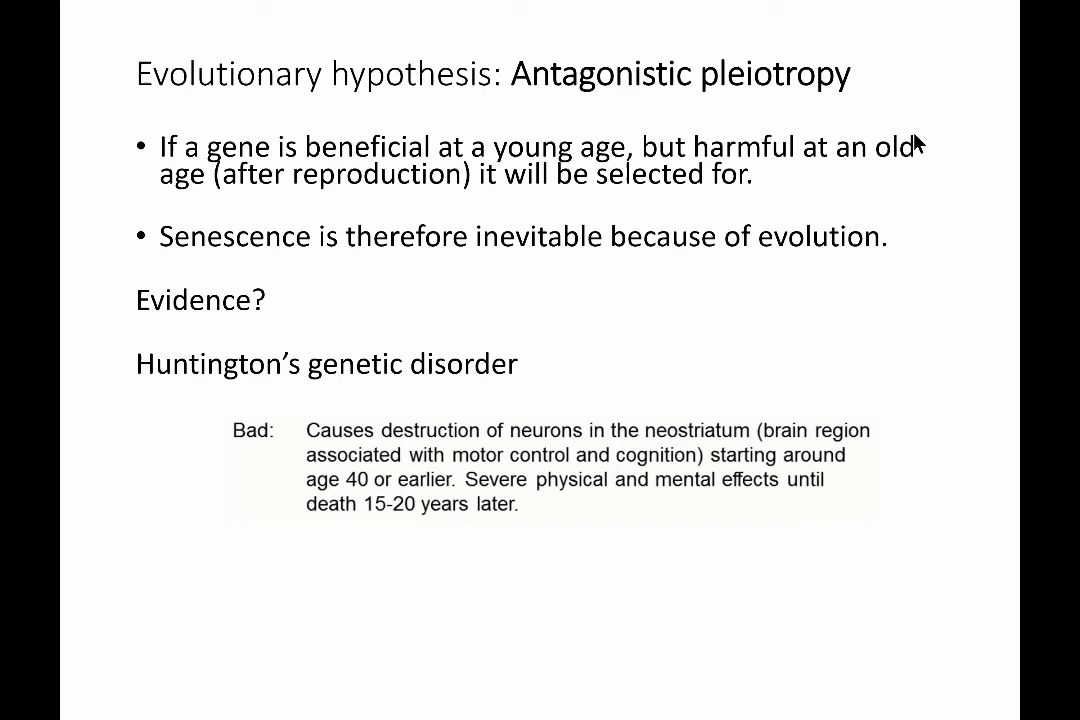 Evolutionary hypothesis: Antagonistic pleiotropy
• If a gene is beneficial at a young age, but harmful at an old
age (after reproduction) it will be selected for.
• Senescence is therefore inevitable because of evolution.
Evidence?
Huntington’s genetic disorder
Bad: Causes destruction of neurons in the neostriatum (brain region
associated with motor control and cognition) starting around
age 40 or earlier. Severe physical and mental effects until
death 15-20 years later.